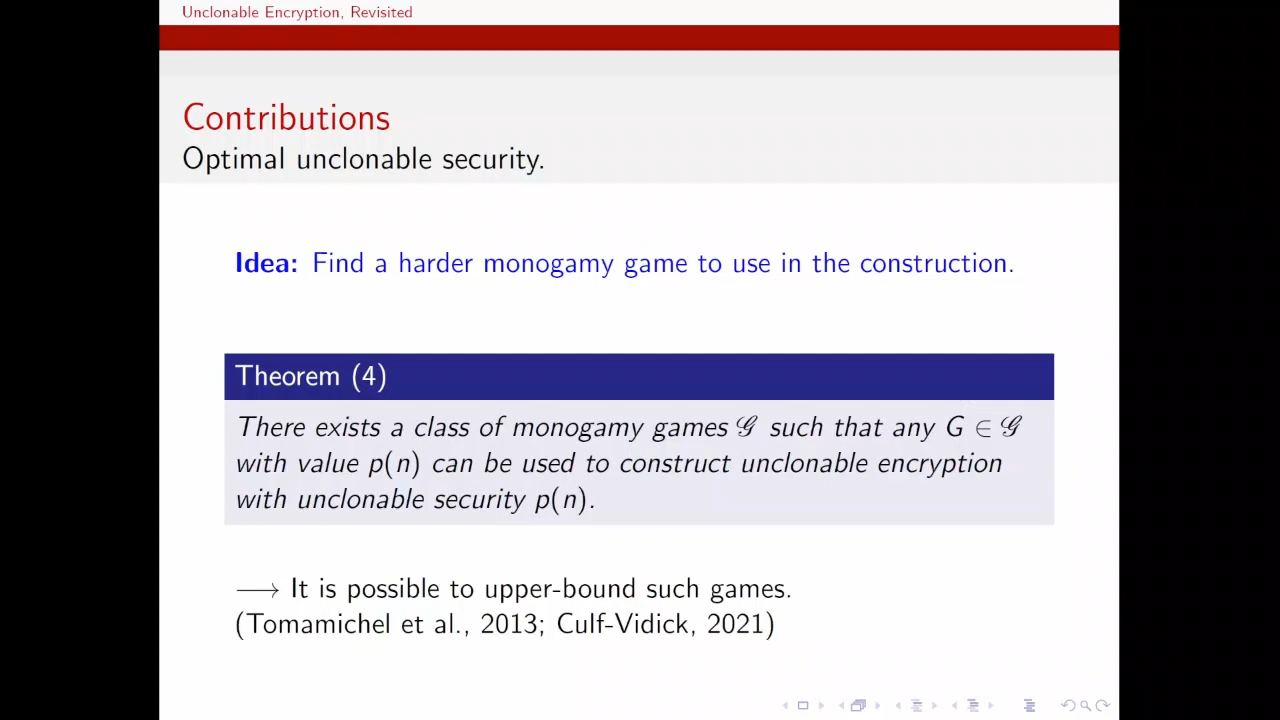 Unclonable Encryption, Revisited
Contributions
Optimal unclonable security.
Idea: Find a harder monogamy game to use in the construction.
Theorem (4)
There exists a class of monogamy games 𝒢 such that any G ∈ 𝒢
with value p(n) can be used to construct unclonable encryption
with unclonable security p(n).
⟶ It is possible to upper-bound such games.
(Tomamichel et al., 2013; Culf-Vidick, 2021)